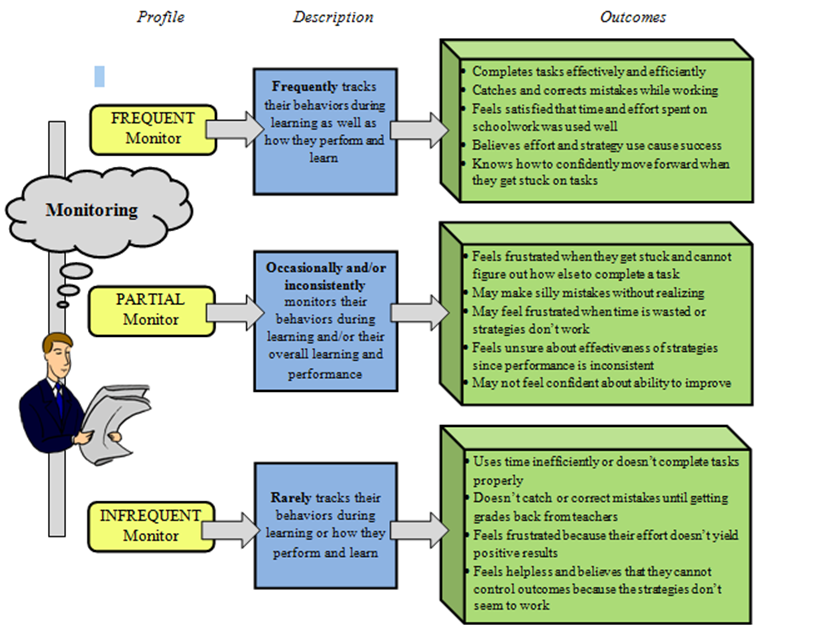 Profile
Description
Outcomes
FREQUENT
Monitor
Frequently tracks
their behaviors during
learning as well as
how they perform and
learn
• Completes tasks effectively and efficiently
• Catches and corrects mistakes while working
• Feels satisfied that time and effort spent on
schoolwork was used well
• Believes effort and strategy use cause success
• Knows how to confidently move forward when
they get stuck on tasks
Monitoring
PARTIAL
Monitor
Occasionally and/or
inconsistently
monitors their
behaviors during
learning and/or their
overall learning and
performance
• Feels frustrated when they get stuck and cannot
figure out how else to complete a task
• May make silly mistakes without realizing
• May feel frustrated when time is wasted or
strategies don't work
• Feels unsure about effectiveness of strategies
since performance is inconsistent
• May not feel confident about ability to improve
INFREQUENT
Monitor
Rarely tracks their
behaviors during
learning or how they
perform and learn
• Uses time inefficiently or doesn't complete tasks
properly
• Doesn't catch or correct mistakes until getting
grades back from teachers
• Feels frustrated because their effort doesn't yield
positive results
• Feels helpless and believes that they cannot
control outcomes because the strategies don't
seem to work